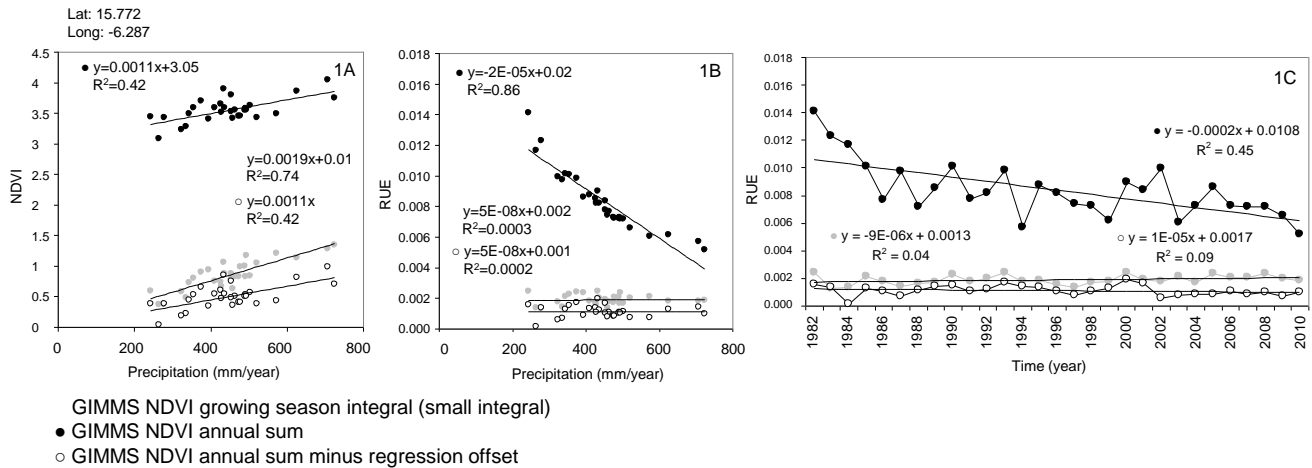 Lat: 15.772
Long: -6.287
1A
NDVI
4.5
4
3.5
3
2.5
2
1.5
1
0.5
0
y=0.0011x+3.05
R²=0.42
y=0.0019x+0.01
R²=0.74
y=0.0011x
R²=0.42
0 200 400 600 800
Precipitation (mm/year)
1B
RUE
0.018
0.016
0.014
0.012
0.010
0.008
0.006
0.004
0.002
0.000
y=-2E-05x+0.02
R²=0.86
y=5E-08x+0.002
R²=0.0003
y=5E-08x+0.001
R²=0.0002
0 200 400 600 800
Precipitation (mm/year)
1C
RUE
0.018
0.016
0.014
0.012
0.010
0.008
0.006
0.004
0.002
0.000
y = -0.0002x + 0.0108
R² = 0.45
y = -9E-06x + 0.0013
R² = 0.04
y = 1E-05x + 0.0017
R² = 0.09
1982 1984 1986 1988 1990 1992 1994 1996 1998 2000 2002 2004 2006 2008 2010
Time (year)
GIMMS NDVI growing season integral (small integral)
GIMMS NDVI annual sum
GIMMS NDVI annual sum minus regression offset